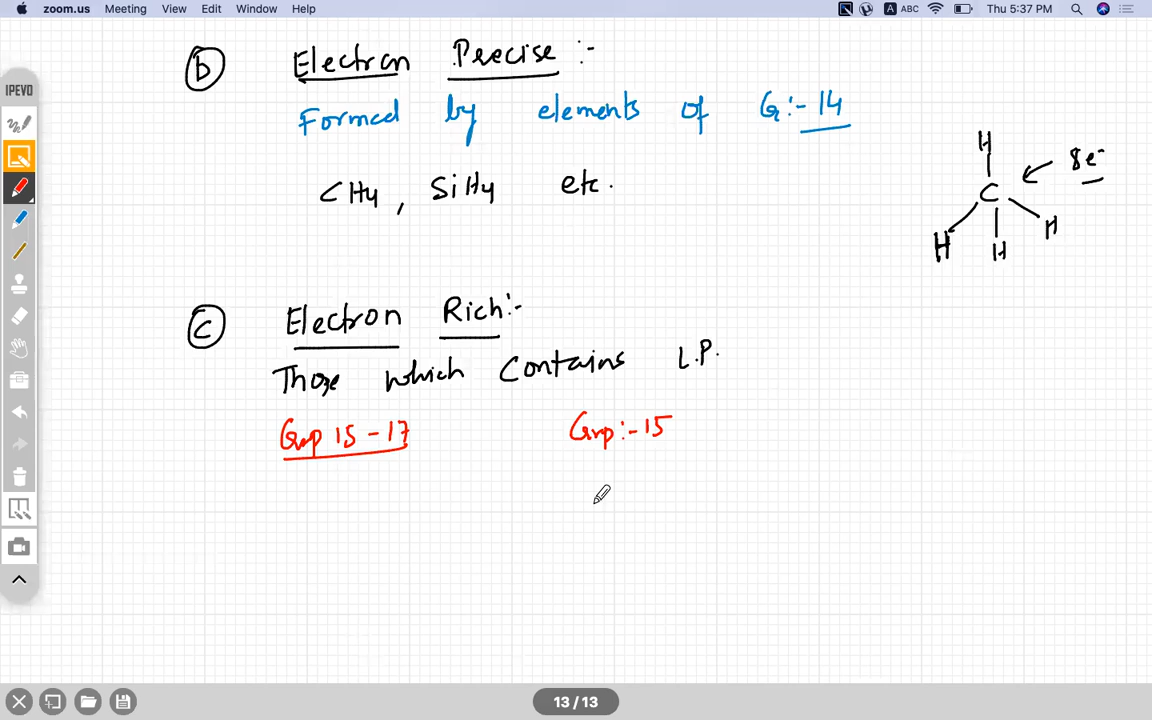 zoom.us Meeting View Edit Window Help ABC Thu 5:37 PM
b Electron Precise :-
Formed by elements of G:- 14
CH4, SiH4 etc.
H
8e-
C
H H H
IPEVO
c Electron Rich:-
Those which contains L.P.
Grp 15 - 17 Grp:- 15
13 / 13